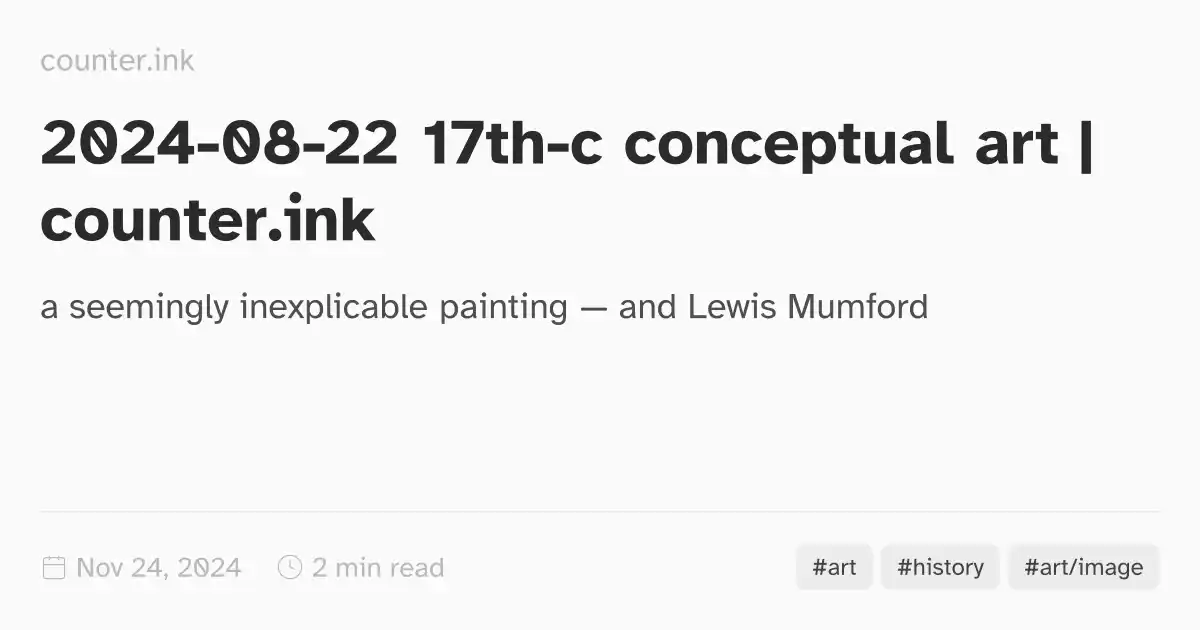 counter.ink
2024-08-22 17th-c conceptual art |
counter.ink
a seemingly inexplicable painting — and Lewis Mumford
Nov 24, 2024 2 min read #art #history #art/image